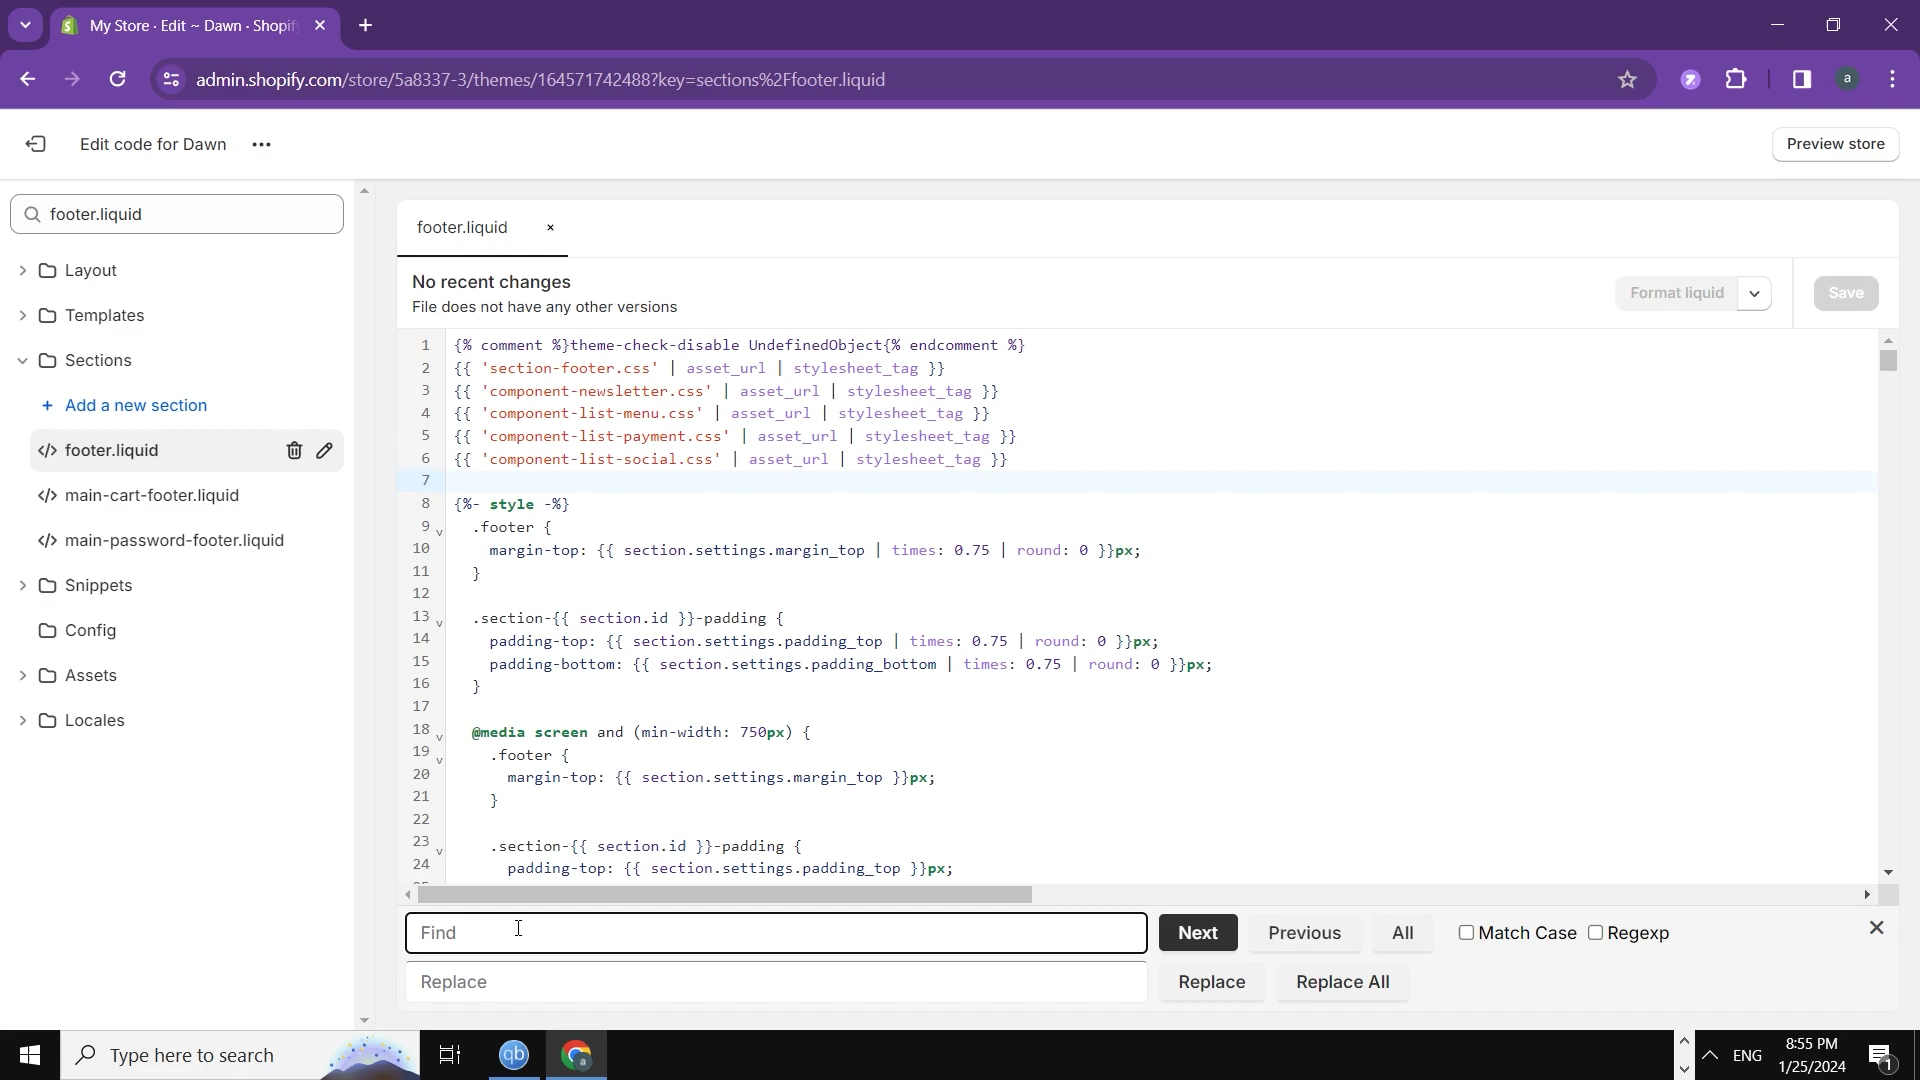 My Store · Edit ~ Dawn · Shopif
admin.shopify.com/store/5a8337-3/themes/164571742488?key=sections%2Ffooter.liquid
a
Edit code for Dawn
Preview store
footer.liquid
Layout
Templates
Sections
+ Add a new section
</> footer.liquid
</> main-cart-footer.liquid
</> main-password-footer.liquid
Snippets
Config
Assets
Locales
footer.liquid ×
No recent changes
File does not have any other versions
Format liquid
Save
1 {% comment %}theme-check-disable UndefinedObject{% endcomment %}
2 {{ 'section-footer.css' | asset_url | stylesheet_tag }}
3 {{ 'component-newsletter.css' | asset_url | stylesheet_tag }}
4 {{ 'component-list-menu.css' | asset_url | stylesheet_tag }}
5 {{ 'component-list-payment.css' | asset_url | stylesheet_tag }}
6 {{ 'component-list-social.css' | asset_url | stylesheet_tag }}
7
8 {%- style -%}
9 .footer {
10 margin-top: {{ section.settings.margin_top | times: 0.75 | round: 0 }}px;
11 }
12
13 .section-{{ section.id }}-padding {
14 padding-top: {{ section.settings.padding_top | times: 0.75 | round: 0 }}px;
15 padding-bottom: {{ section.settings.padding_bottom | times: 0.75 | round: 0 }}px;
16 }
17
18 @media screen and (min-width: 750px) {
19 .footer {
20 margin-top: {{ section.settings.margin_top }}px;
21 }
22
23 .section-{{ section.id }}-padding {
24 padding-top: {{ section.settings.padding_top }}px;
Find
Next
Previous
All
Match Case
Regexp
Replace
Replace
Replace All
Type here to search
qb
a
ENG
8:55 PM
1/25/2024
1